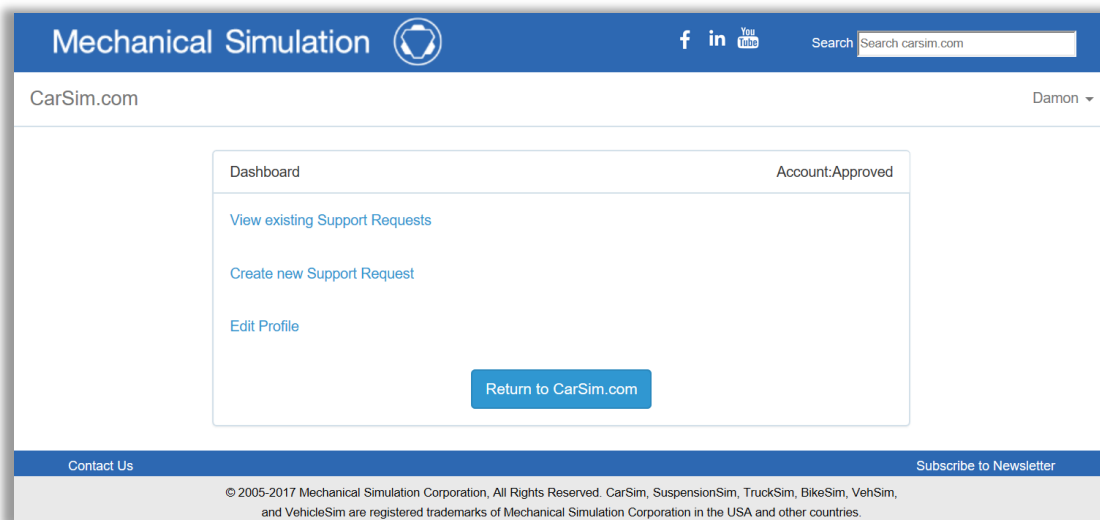 Mechanical Simulation
f in You Tube
Search Search carsim.com
CarSim.com
Damon
Dashboard
Account:Approved
View existing Support Requests
Create new Support Request
Edit Profile
Return to CarSim.com
Contact Us
Subscribe to Newsletter
© 2005-2017 Mechanical Simulation Corporation, All Rights Reserved. CarSim, SuspensionSim, TruckSim, BikeSim, VehSim,
and VehicleSim are registered trademarks of Mechanical Simulation Corporation in the USA and other countries.